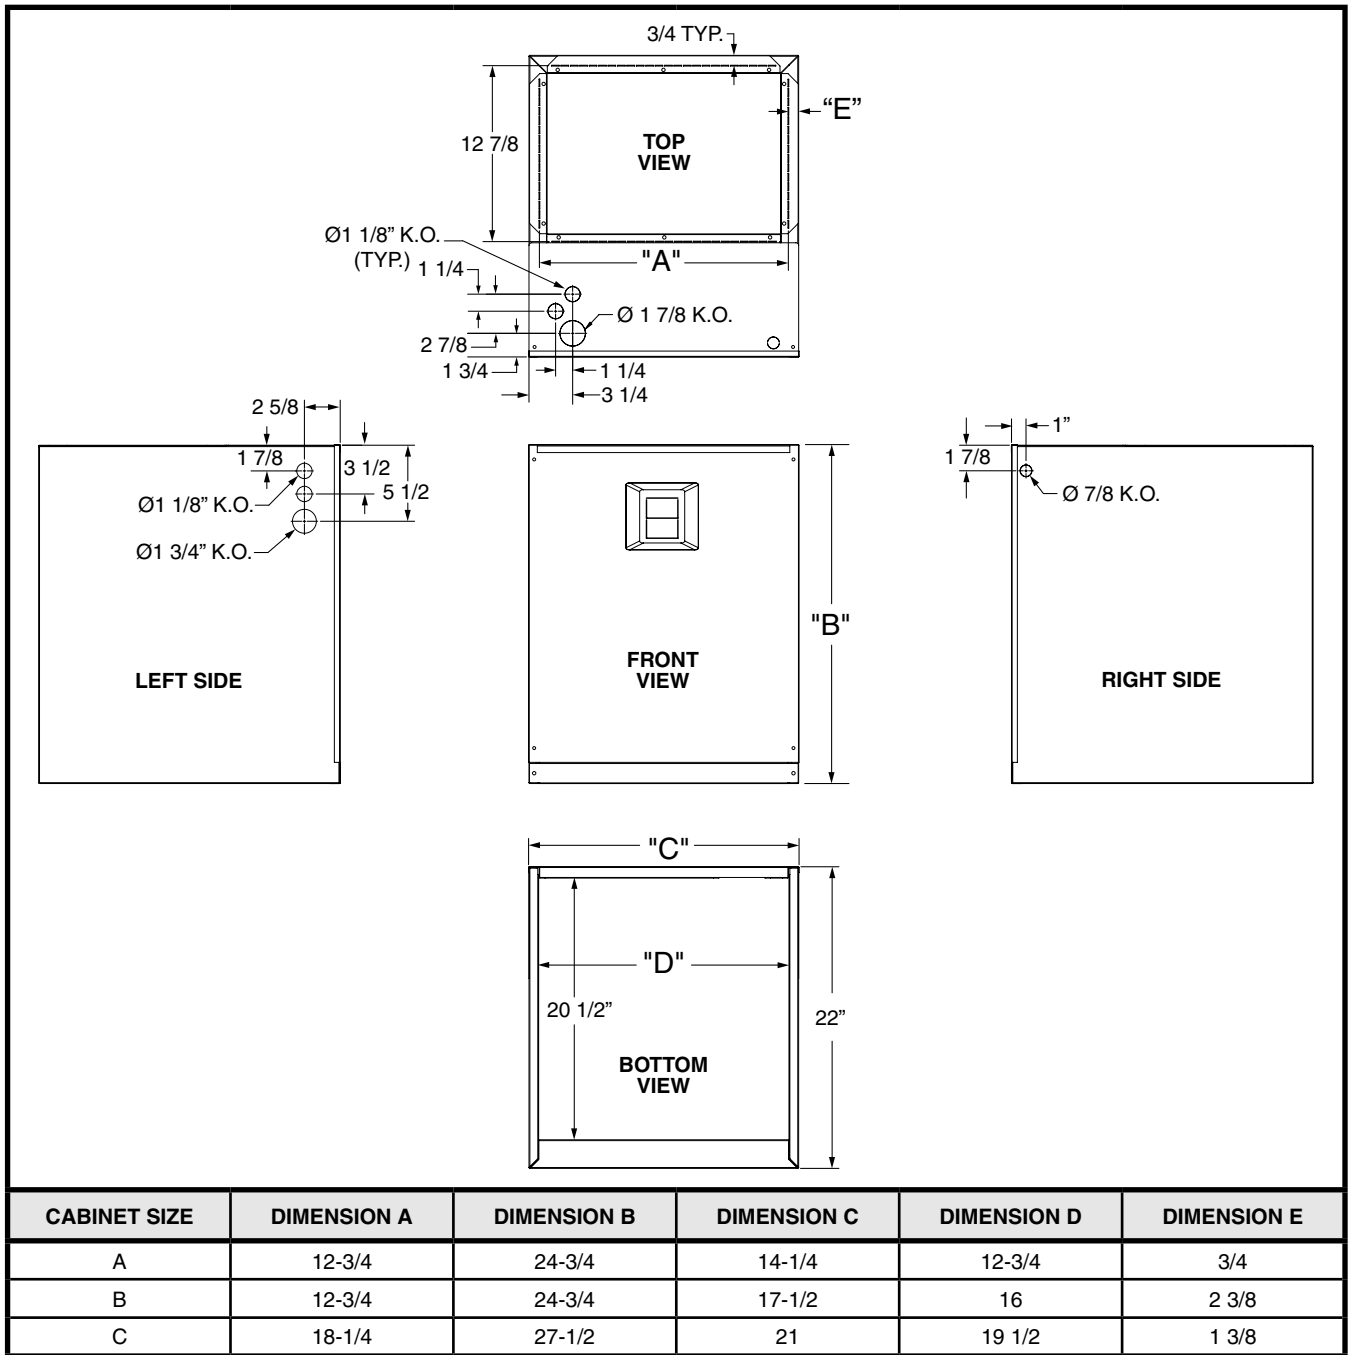 3/4 TYP.
"E"
12 7/8
TOP
VIEW
Ø1 1/8” K.O.
(TYP.)
1 1/4
"A"
Ø 1 7/8 K.O.
2 7/8
1 3/4
1 1/4
3 1/4
2 5/8
1 7/8
3 1/2
5 1/2
Ø1 1/8” K.O.
Ø1 3/4” K.O.
LEFT SIDE
FRONT
VIEW
"B"
1”
1 7/8
Ø 7/8 K.O.
RIGHT SIDE
"C"
"D"
20 1/2”
22”
BOTTOM
VIEW
CABINET SIZE DIMENSION A DIMENSION B DIMENSION C DIMENSION D DIMENSION E
A 12-3/4 24-3/4 14-1/4 12-3/4 3/4
B 12-3/4 24-3/4 17-1/2 16 2 3/8
C 18-1/4 27-1/2 21 19 1/2 1 3/8